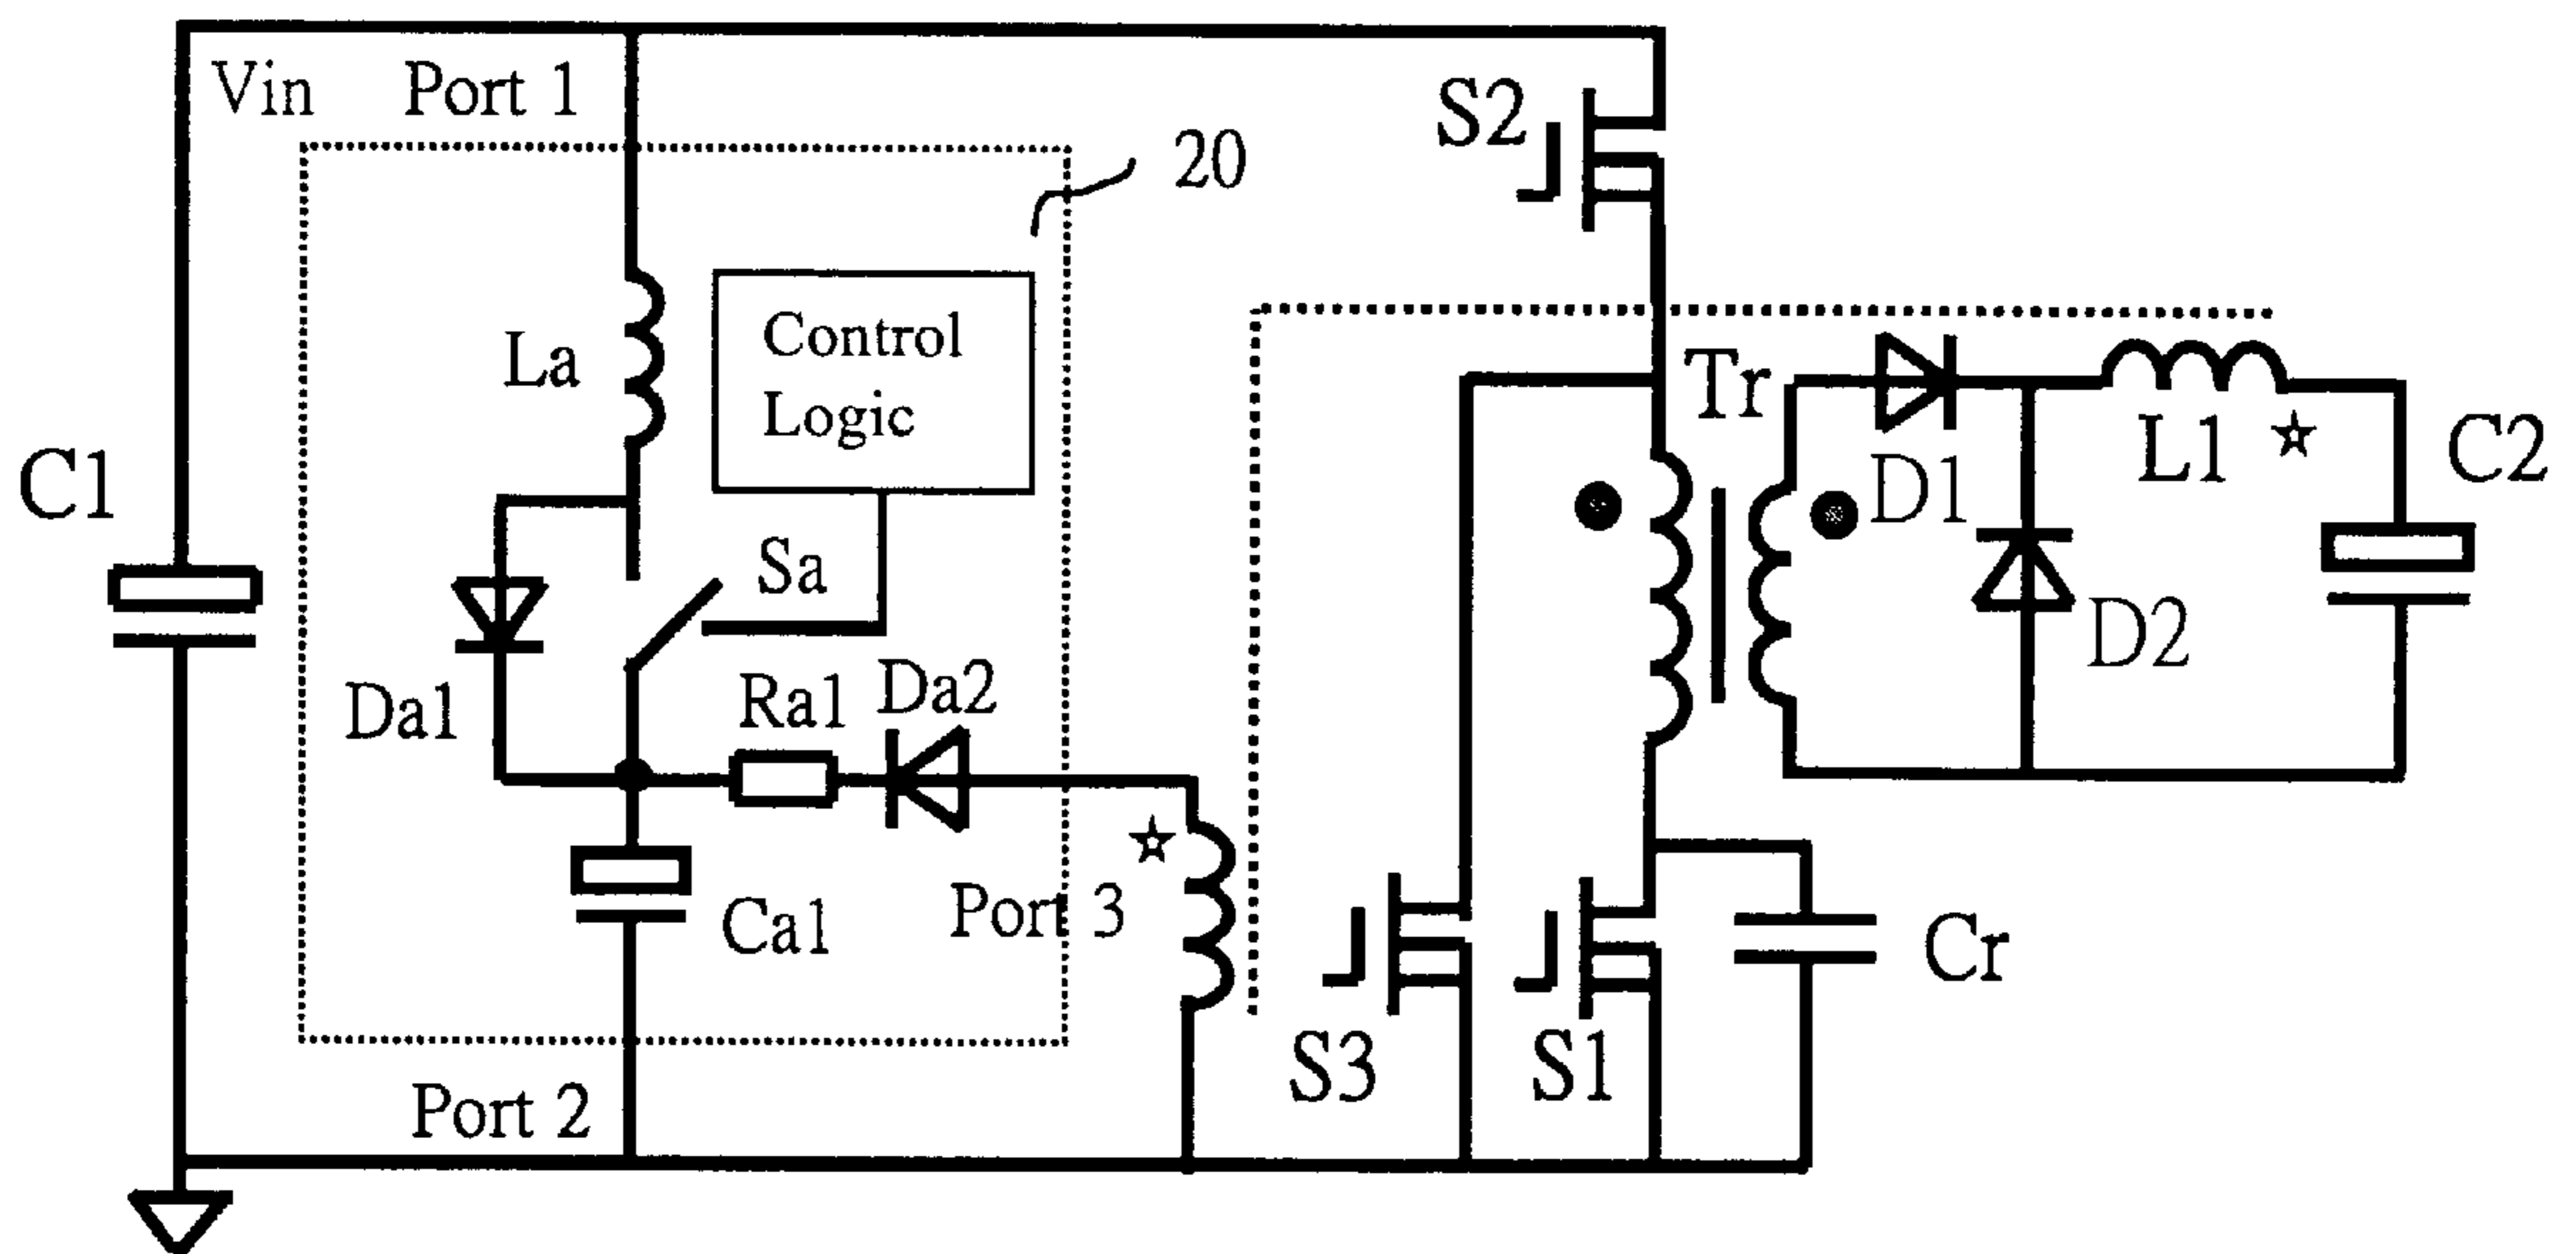 Vin
Port 1
S2
20
Control
Logic
La
Tr
C1
D1
L1
C2
Sa
D2
Da1
Ra1
Da2
Ca1
Port 3
Cr
S3
S1
Port 2